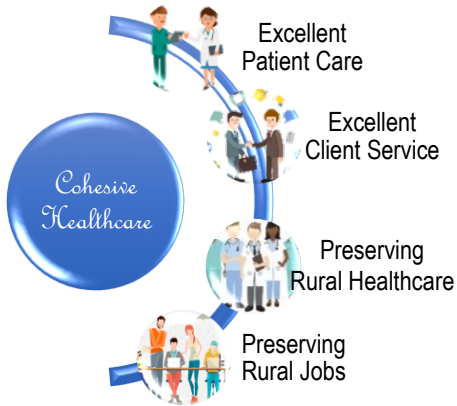 Excellent
Patient Care
Excellent
Client Service
Cohesive
Healthcare
Preserving
Rural Healthcare
Preserving
Rural Jobs